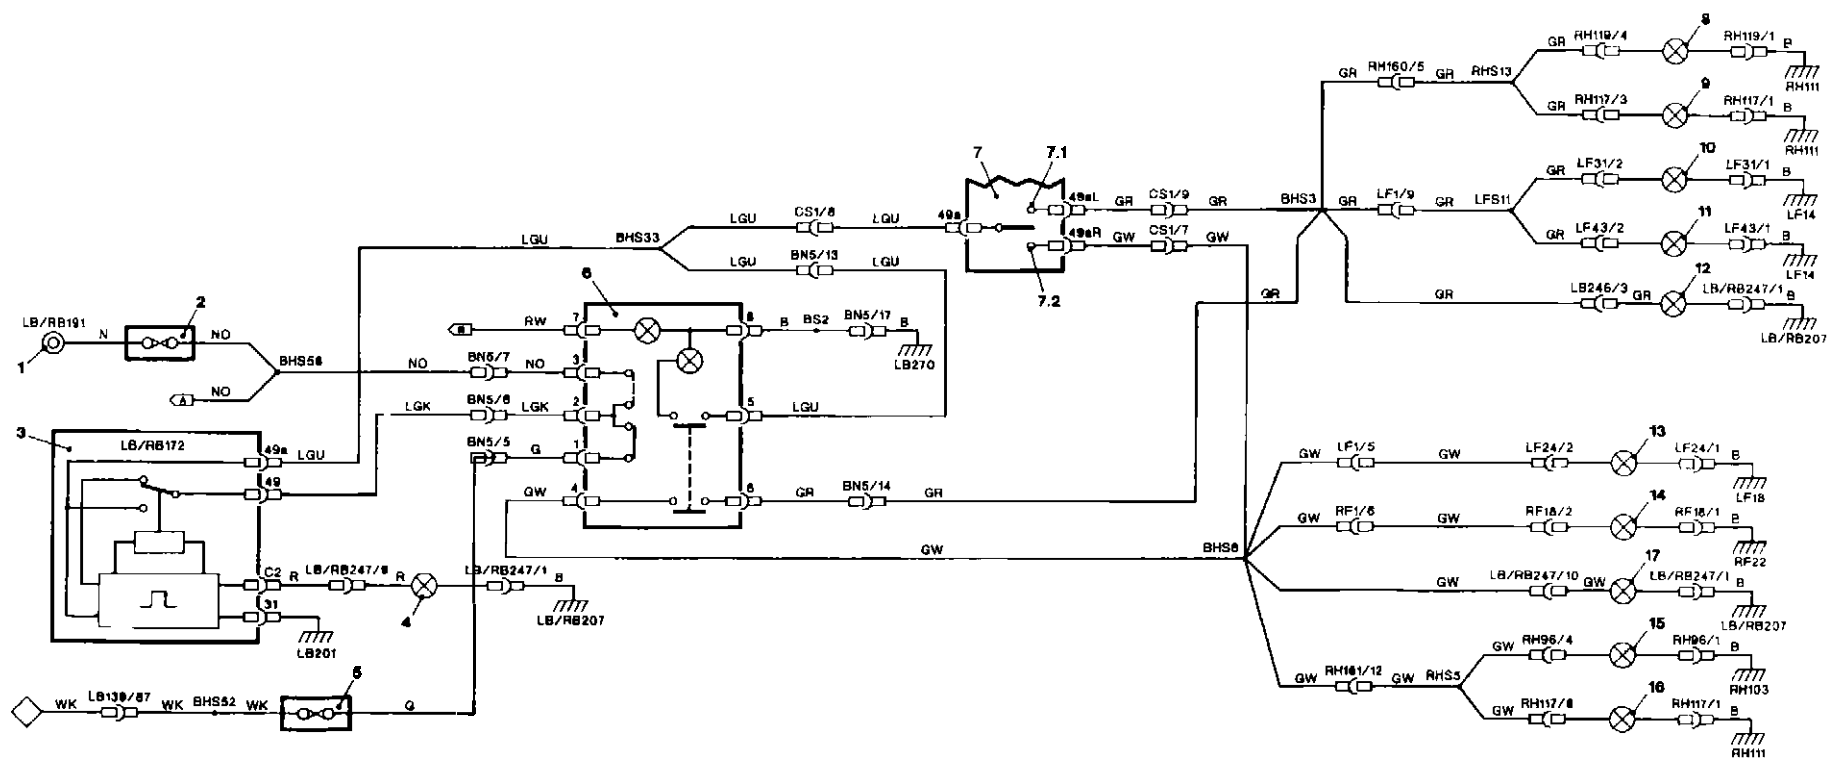 8
RH119/4
RH119/1
GR
B
RH111
RH160/5
GR
GR
RHS13
9
RH117/3
RH117/1
GR
B
RH111
7
7.1
10
LF31/2
LF31/1
GR
B
LF14
49aL
CS1/9
GR
GR
BHS3
GR
LF1/9
GR
LFS11
CS1/8
LGU
LGU
49a
49aR
CS1/7
GW
GW
11
LF43/2
LF43/1
GR
B
LF14
LGU
BHS33
BN5/13
LGU
LGU
7.2
12
LB246/3
GR
GR
GR
LB/RB247/1
B
LB/RB207
6
2
LB/RB191
N
NO
1
RW
7
8
B
BS2
BN5/17
B
LB270
BHS56
NO
BN5/7
NO
3
A
NO
LGK
BN5/6
LGK
2
5
LGU
3
LB/RB172
49a
LGU
BN5/5
G
1
49
GW
4
6
GR
BN5/14
GR
13
LF1/5
LF24/2
LF24/1
GW
GW
B
LF18
14
RF1/6
RF18/2
RF18/1
GW
GW
B
RF22
GW
BHS6
17
LB/RB247/10
GW
LB/RB247/1
GW
B
LB/RB207
C2
R
R
LB/RB247/1
B
LB/RB207
31
4
LB201
15
RH96/4
RH96/1
GW
B
RH103
RH161/12
GW
GW
RHS5
16
RH117/1
GW
B
RH111
5
WK
WK
BHS52
WK
G